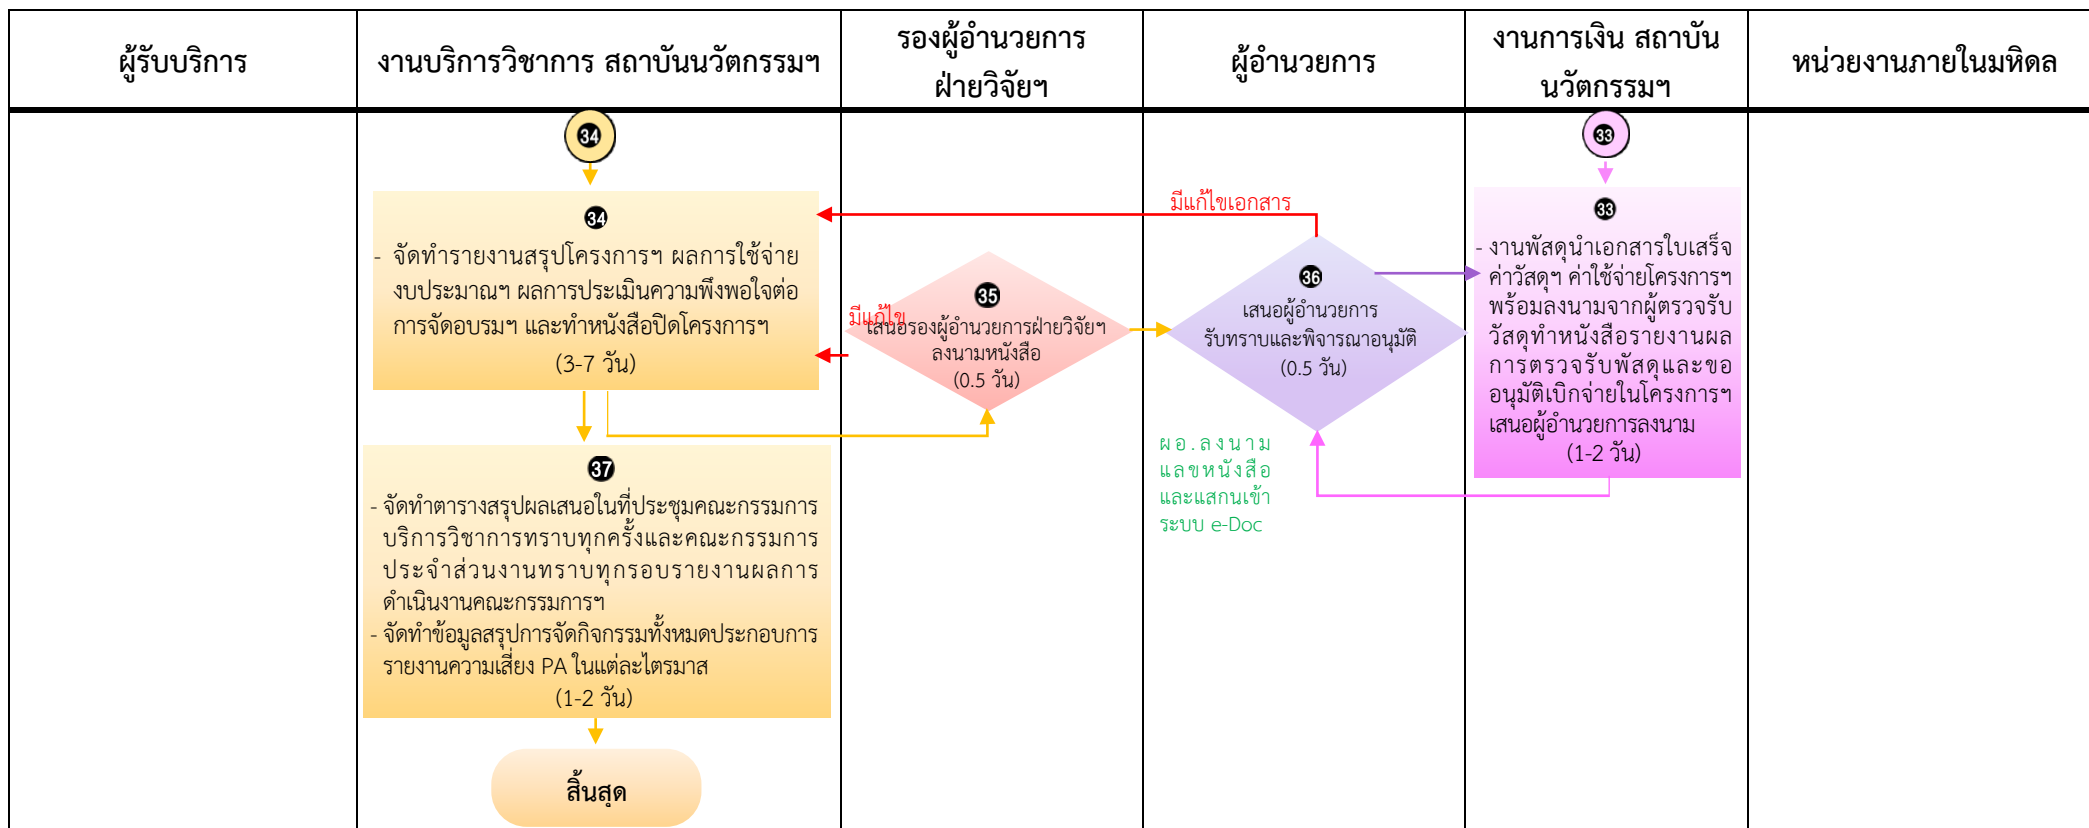 ผู้รับบริการ
งานบริการวิชาการ สถาบันนวัตกรรมฯ
รองผู้อำนวยการ
ฝ่ายวิจัยฯ
ผู้อำนวยการ
งานการเงิน สถาบัน
นวัตกรรมฯ
หน่วยงานภายในมหิดล
34
34
- จัดทำรายงานสรุปโครงการฯ ผลการใช้จ่าย
งบประมาณฯ ผลการประเมินความพึงพอใจต่อ
การจัดอบรมฯ และทำหนังสือปิดโครงการฯ
(3-7 วัน)
มีแก้ไข
35
เสนอรองผู้อำนวยการฝ่ายวิจัยฯ
ลงนามหนังสือ
(0.5 วัน)
มีแก้ไขเอกสาร
36
เสนอผู้อำนวยการ
รับทราบและพิจารณาอนุมัติ
(0.5 วัน)
ผอ.ลงนาม
แลขหนังสือ
และแสกนเข้า
ระบบ e-Doc
33
33
- งานพัสดุนำเอกสารใบเสร็จ
ค่าวัสดุฯ ค่าใช้จ่ายโครงการฯ
พร้อมลงนามจากผู้ตรวจรับ
วัสดุทำหนังสือรายงานผล
การตรวจรับพัสดุและขอ
อนุมัติเบิกจ่ายในโครงการฯ
เสนอผู้อำนวยการลงนาม
(1-2 วัน)
37
- จัดทำตารางสรุปผลเสนอในที่ประชุมคณะกรรมการ
บริการวิชาการทราบทุกครั้งและคณะกรรมการ
ประจำส่วนงานทราบทุกรอบรายงานผลการ
ดำเนินงานคณะกรรมการฯ
- จัดทำข้อมูลสรุปการจัดกิจกรรมทั้งหมดประกอบการ
รายงานความเสี่ยง PA ในแต่ละไตรมาส
(1-2 วัน)
สิ้นสุด